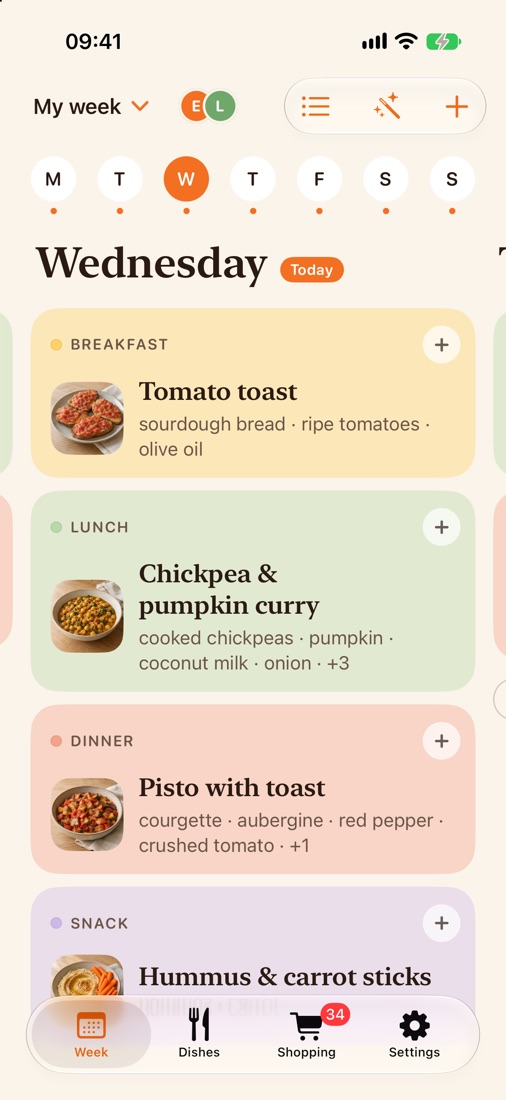 09:41
My week
E L
M T W T F S S
Wednesday Today
BREAKFAST
Tomato toast
sourdough bread · ripe tomatoes ·
olive oil
LUNCH
Chickpea &
pumpkin curry
cooked chickpeas · pumpkin ·
coconut milk · onion · +3
DINNER
Pisto with toast
courgette · aubergine · red pepper ·
crushed tomato · +1
SNACK
Hummus & carrot sticks
34
Week Dishes Shopping Settings